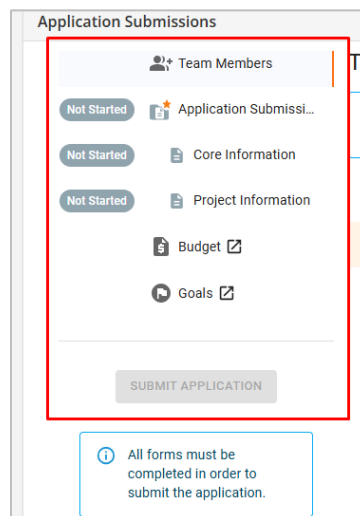 Application Submissions
Team Members
Not Started Application Submissi...
Not Started Core Information
Not Started Project Information
Budget
Goals
SUBMIT APPLICATION
All forms must be
completed in order to
submit the application.
T